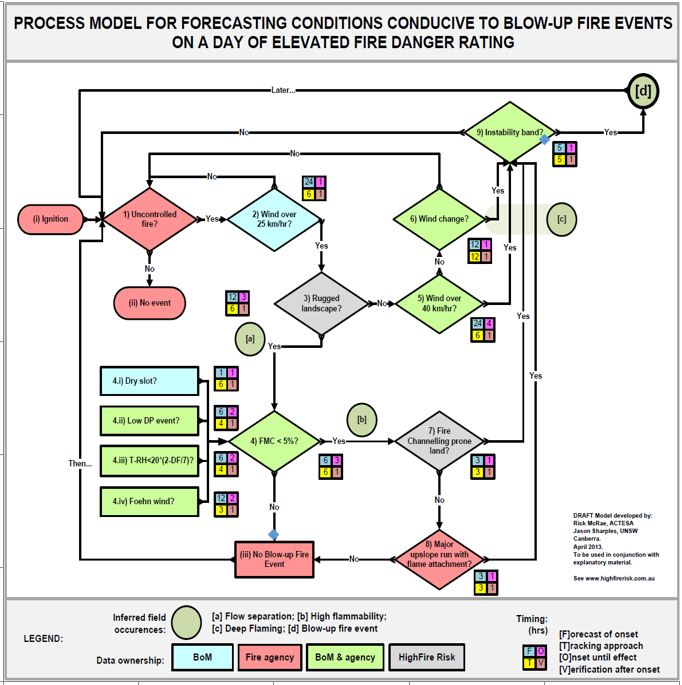 PROCESS MODEL FOR FORECASTING CONDITIONS CONDUCIVE TO BLOW-UP FIRE EVENTS
ON A DAY OF ELEVATED FIRE DANGER RATING
Later...
[d]
No
9) Instability band?
Yes
5 1
5 1
No
No
24 1
6 1
Yes
(i) Ignition
1) Uncontrolled
fire?
Yes
2) Wind over
25 km/hr?
6) Wind change?
Yes
[c]
12 1
12 1
Yes
No
Yes
No
(ii) No event
12 3
6 1
3) Rugged
landscape?
No
5) Wind over
40 km/hr?
Yes
24 4
6 1
[a]
Yes
Yes
4.i) Dry slot?
1 1
6 1
4.ii) Low DP event?
6 2
4 1
[b]
4) FMC < 5%?
Yes
6 3
6 1
7) Fire
Channelling prone
land?
3 1
3 1
4.iii) T-RH<20*(2-DF/7)?
6 2
4 1
Then...
4.iv) Foehn wind?
12 2
6 1
No
No
(iii) No Blow-up Fire
Event
No
8) Major
upslope run with
flame attachment?
3 1
3 1
DRAFT Model developed by:
Rick McRae, ACTESA
Jason Sharples, UNSW
Canberra.
April 2013.
To be used in conjunction with
explanatory material.
See www.highfirerisk.com.au
LEGEND:
Inferred field
occurences:
[a] Flow separation; [b] High flammability;
[c] Deep Flaming; [d] Blow-up fire event
Data ownership:
BoM
Fire agency
BoM & agency
HighFire Risk
Timing:
(hrs)
F O
T V
[F]orecast of onset
[T]racking approach
[O]nset until effect
[V]erification after onset